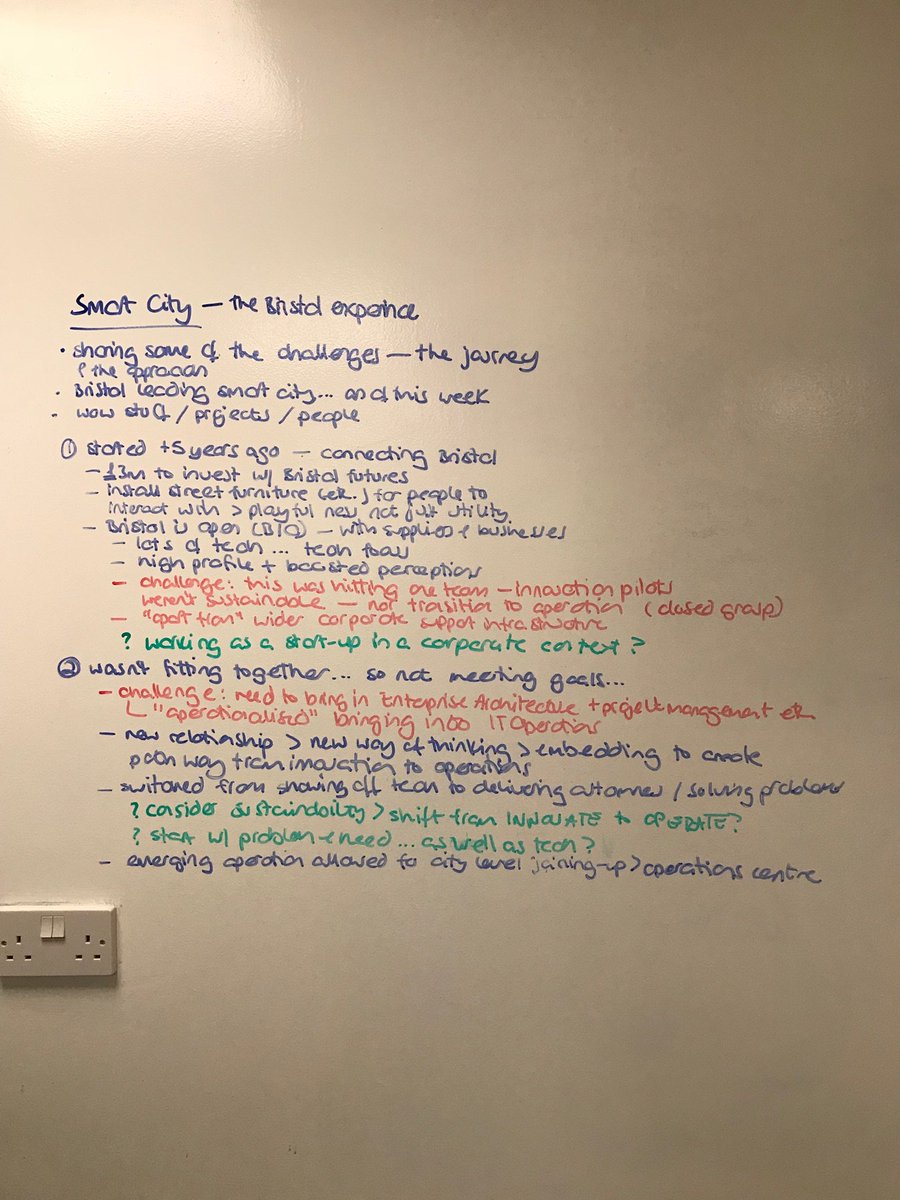 Smart City — the Bristol experience
· sharing some of the challenges — the journey
& the approach
· Bristol leading smart city... and this week
· wow stuff / projects / people
① started +5 years ago — connecting Bristol
— £3m to invest w/ Bristol futures
— install street furniture (etc.) for people to
interact with > playful new not just utility
— Bristol is open (BIO) — with suppliers & businesses
— lots of tech ... tech focus
— high profile + boosted perceptions
— challenge: this was hitting one team — innovation pilots
weren't sustainable — nor transition to operation (closed group)
— "apart from" wider corporate support infrastructure
? working as a start-up in a corporate context?
② wasn't fitting together... so not meeting goals...
— challenge: need to bring in Enterprise Architecture + project management etc
└ "operationalised" bringing into IT Operations
— new relationship > new way of thinking > embedding to create
path way from inovation to operations
— switched from showing off tech to delivering outcomes / solving problems
? consider sustainability > shift from INNOVATE to OPERATE?
? start w/ problem & need ... as well as tech?
— emerging operation allowed for city level joining-up > operations centre